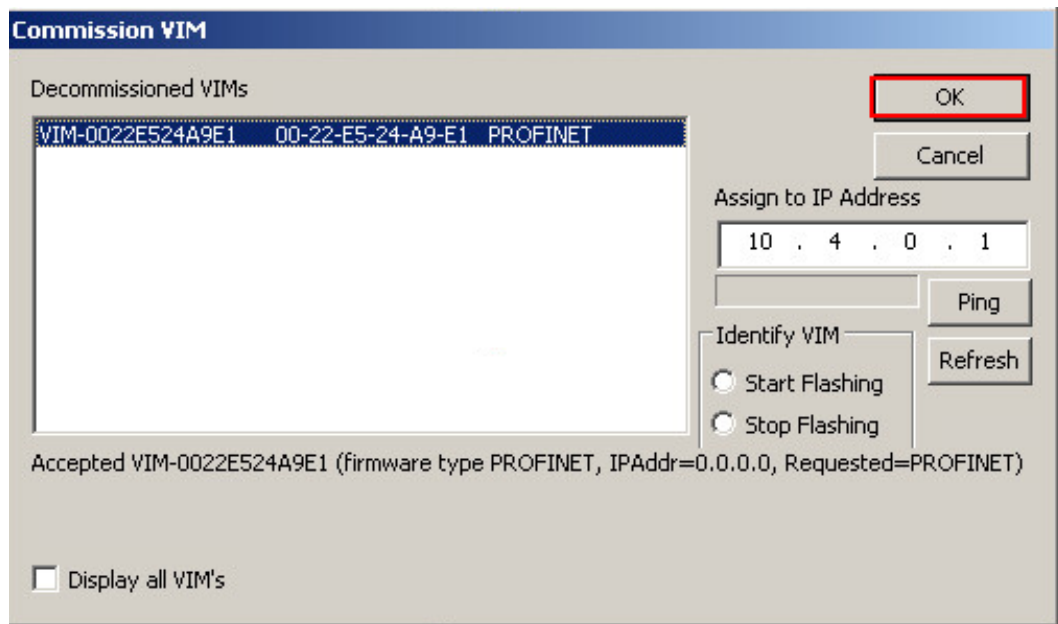 Commission VIM
Decommissioned VIMs
VIM-0022E524A9E1 00-22-E5-24-A9-E1 PROFINET
OK
Cancel
Assign to IP Address
10 . 4 . 0 . 1
Ping
Identify VIM
Refresh
Start Flashing
Stop Flashing
Accepted VIM-0022E524A9E1 (firmware type PROFINET, IPAddr=0.0.0.0, Requested=PROFINET)
Display all VIM's